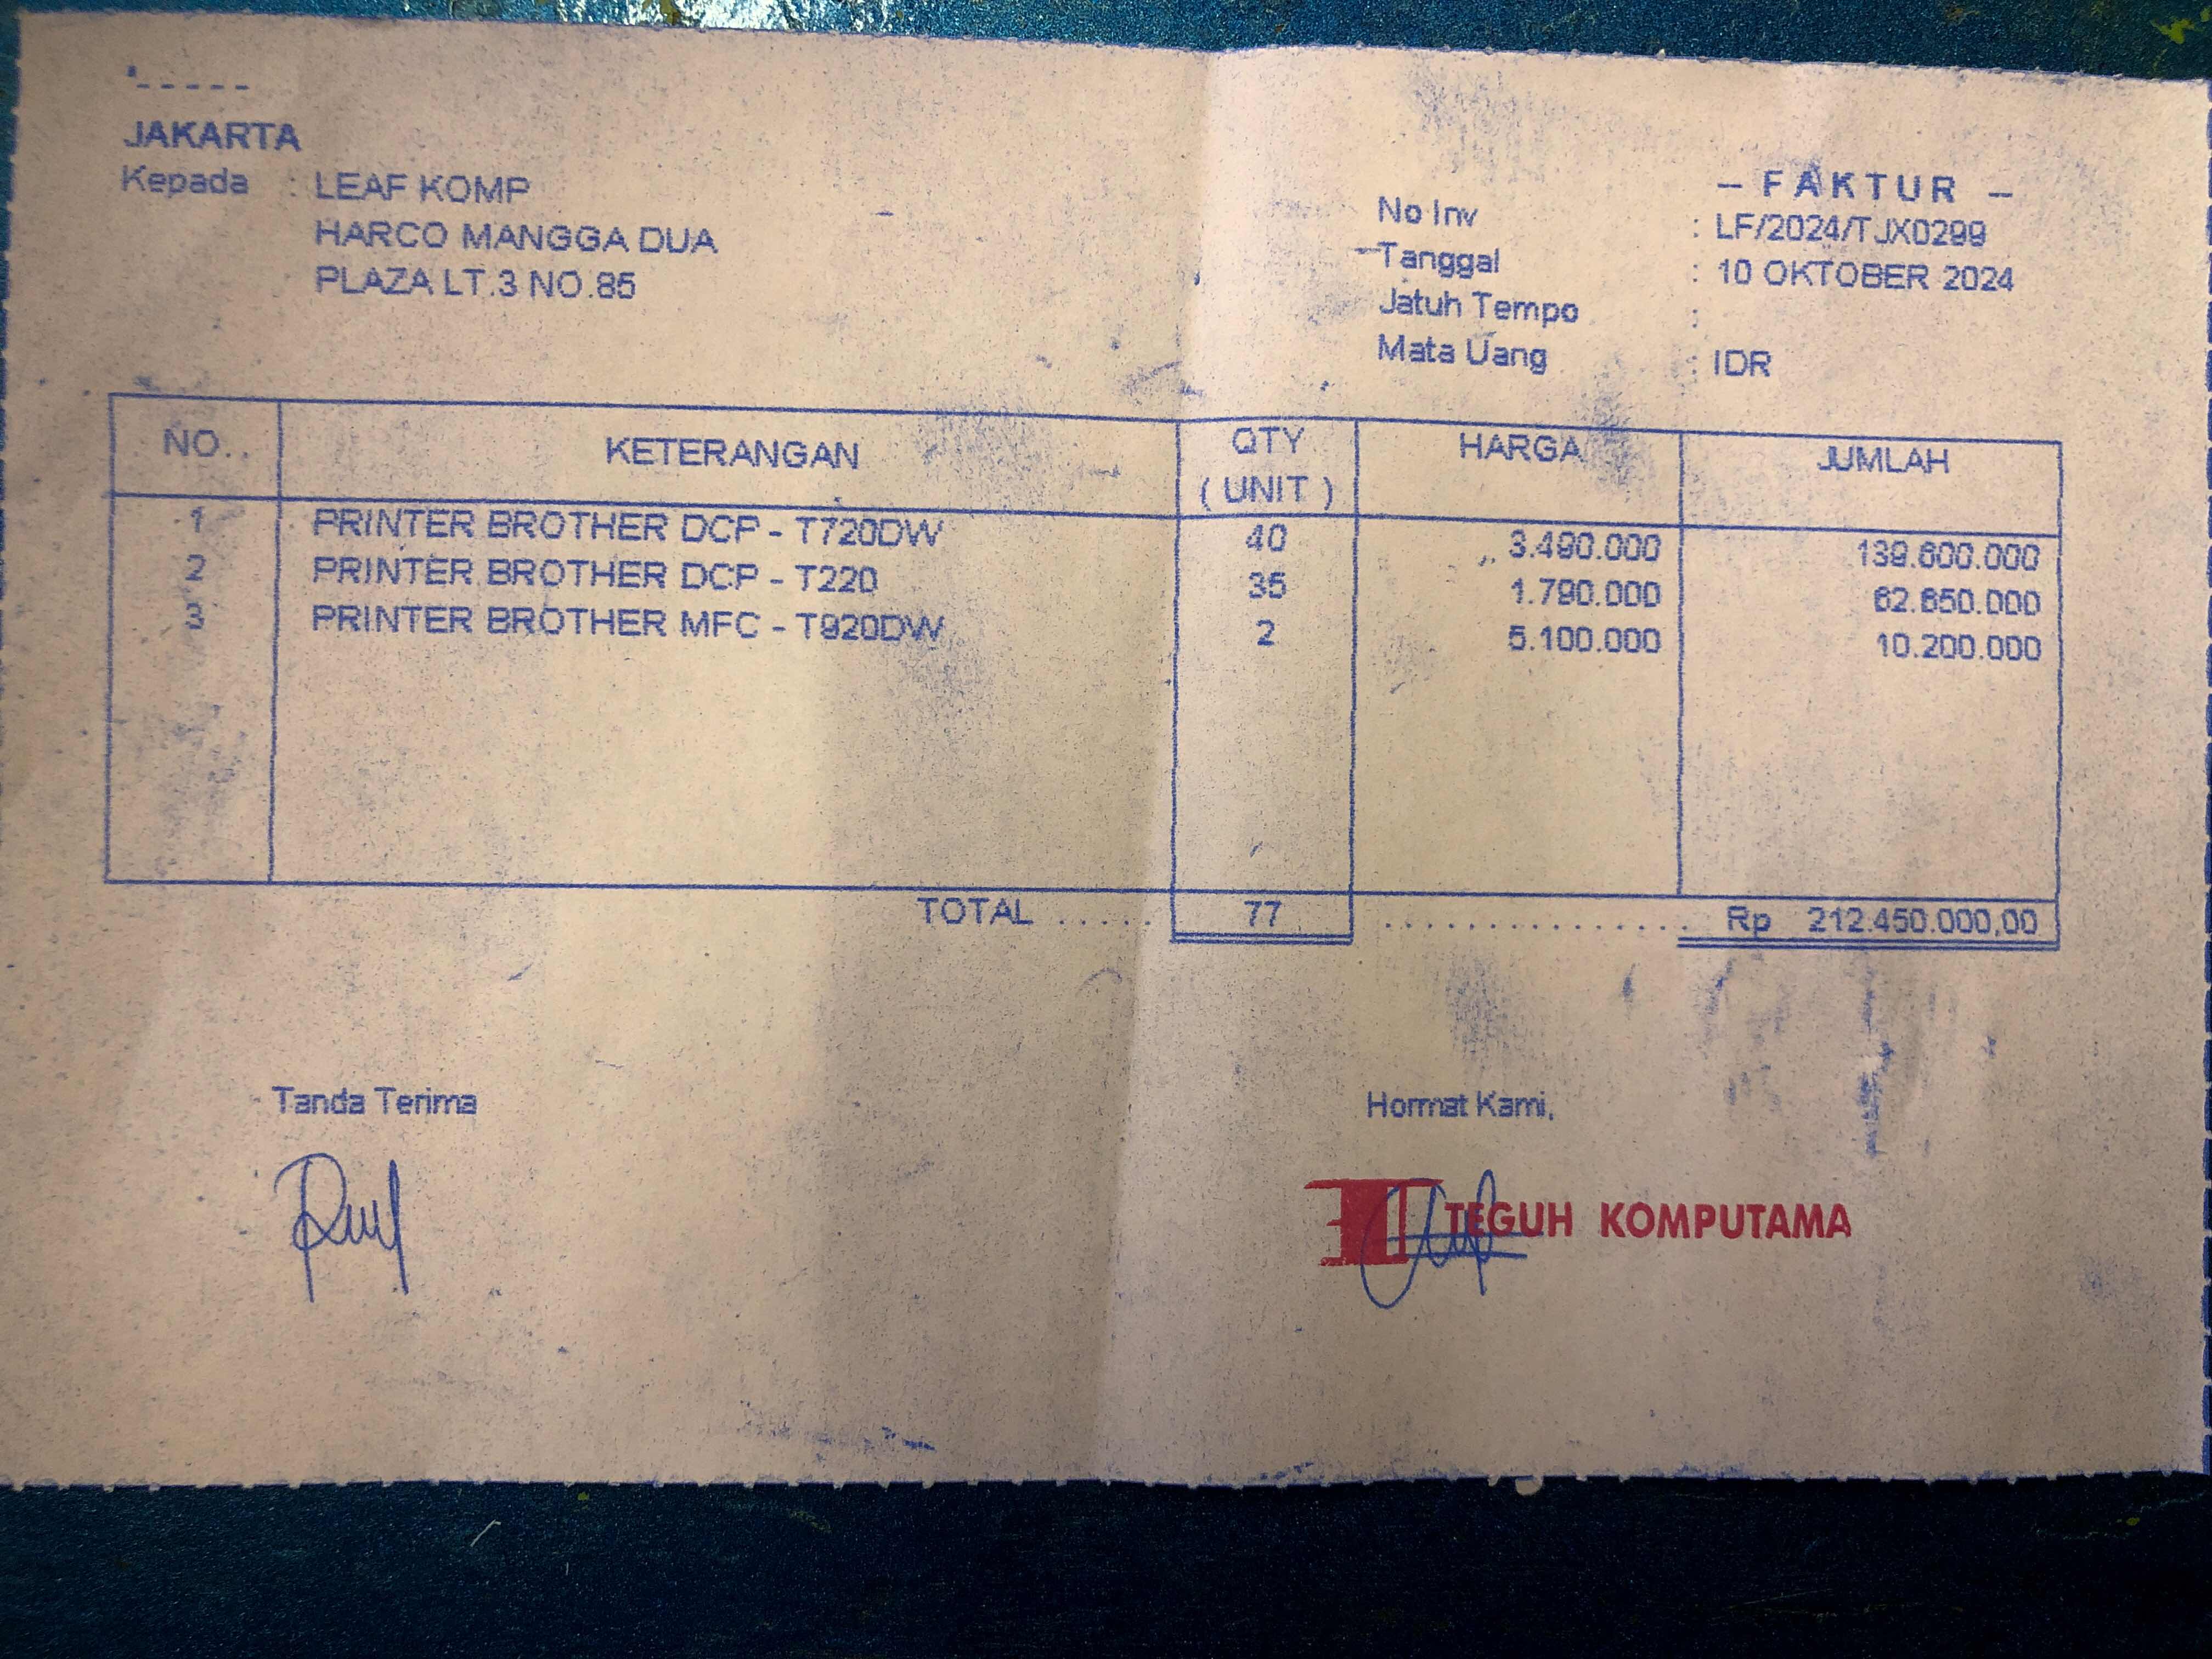 JAKARTA
Kepada : LEAF KOMP
HARCO MANGGA DUA
PLAZA LT.3 NO.85
– FAKTUR –
No Inv : LF/2024/TJX0299
Tanggal : 10 OKTOBER 2024
Jatuh Tempo :
Mata Uang : IDR
NO.. KETERANGAN QTY ( UNIT ) HARGA JUMLAH
1 PRINTER BROTHER DCP - T720DW 40 3.490.000 139.600.000
2 PRINTER BROTHER DCP - T220 35 1.790.000 62.650.000
3 PRINTER BROTHER MFC - T920DW 2 5.100.000 10.200.000
TOTAL ..... 77 ............... Rp 212.450.000,00
Tanda Terima
Hormat Kami,
TEGUH KOMPUTAMA